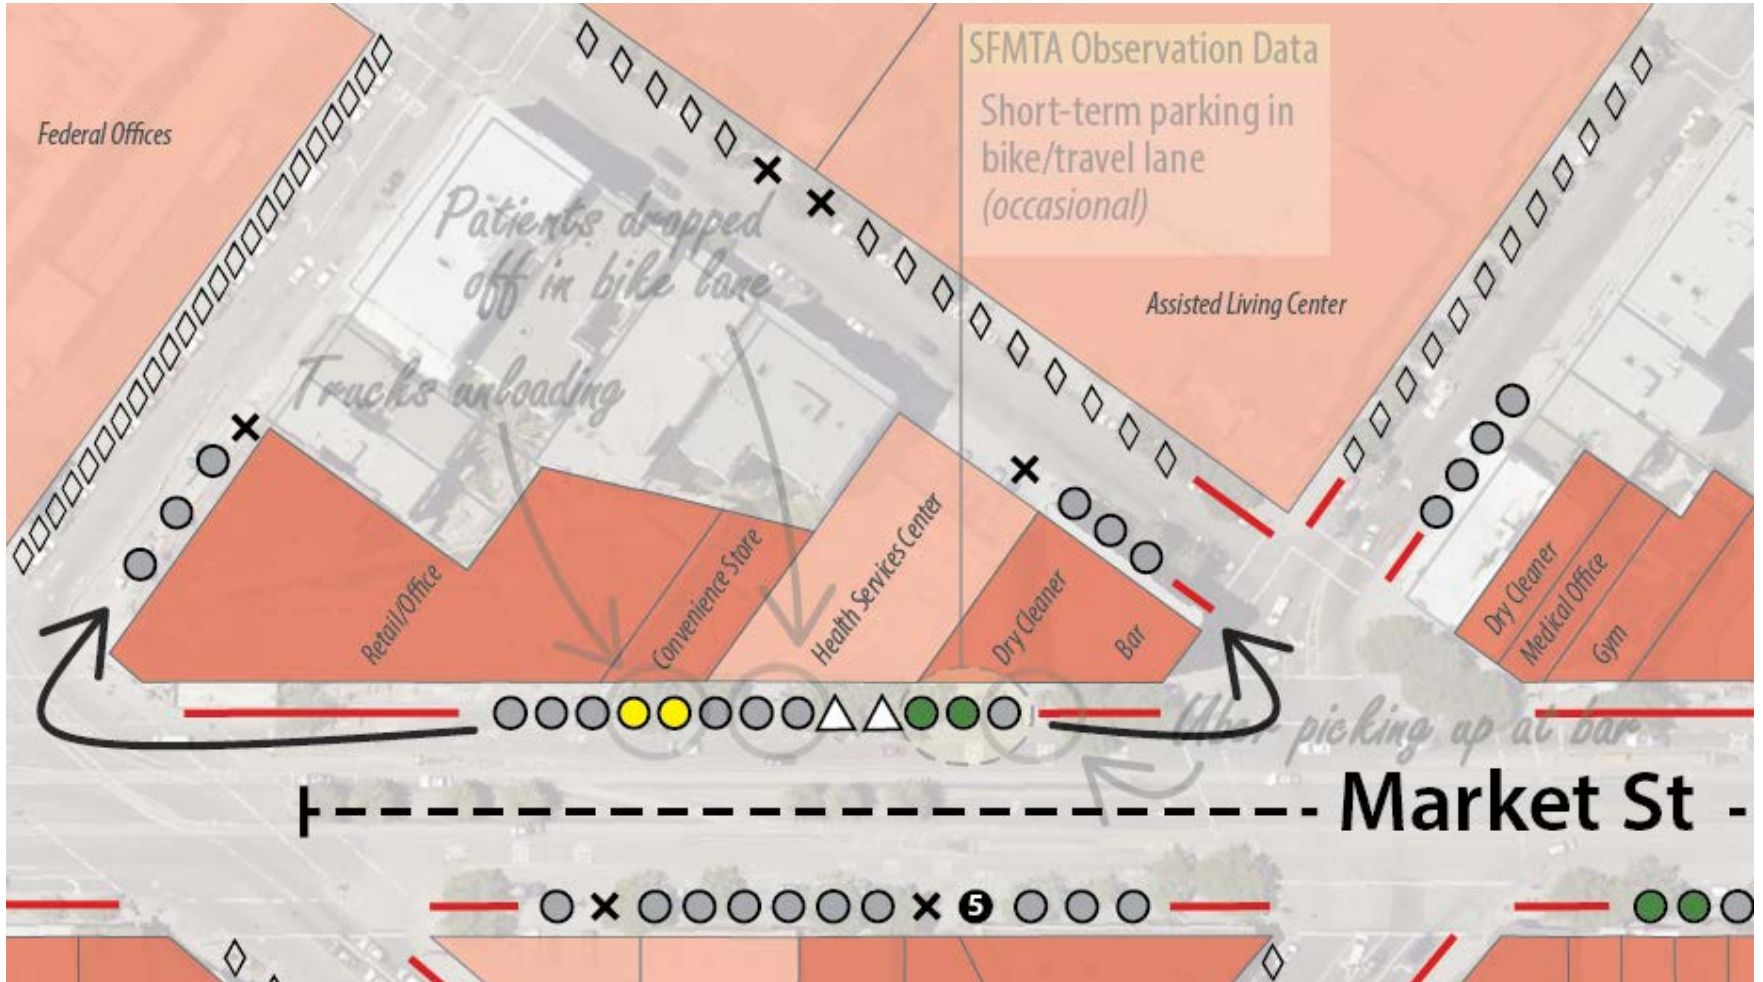 SFMTA Observation Data
Short-term parking in
bike/travel lane
(occasional)
Federal Offices
Patients dropped
off in bike lane
Trucks unloading
Assisted Living Center
Retail/Office
Convenience Store
Health Services Center
Dry Cleaner
Bar
Dry Cleaner
Medical Office
Gym
Uber picking up at bar
Market St
5